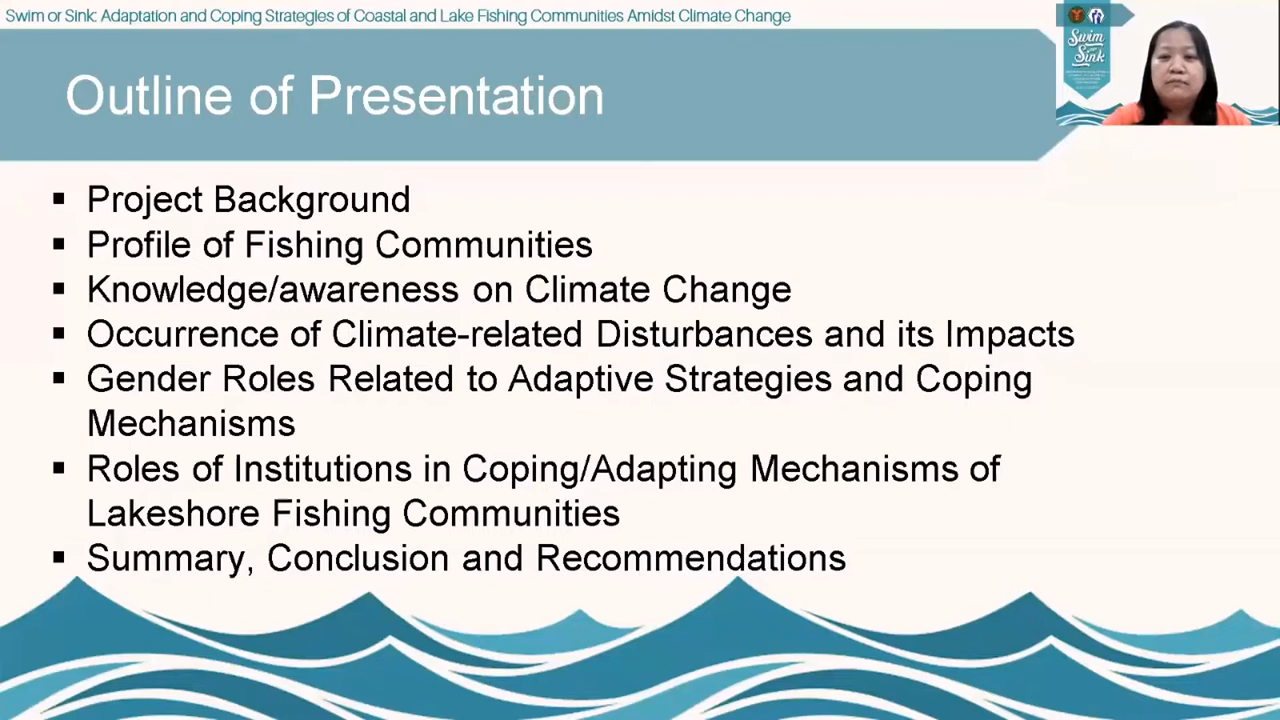 Swim or Sink: Adaptation and Coping Strategies of Coastal and Lake Fishing Communities Amidst Climate Change
Outline of Presentation
Swim
Sink
▪ Project Background
▪ Profile of Fishing Communities
▪ Knowledge/awareness on Climate Change
▪ Occurrence of Climate-related Disturbances and its Impacts
▪ Gender Roles Related to Adaptive Strategies and Coping
Mechanisms
▪ Roles of Institutions in Coping/Adapting Mechanisms of
Lakeshore Fishing Communities
▪ Summary, Conclusion and Recommendations